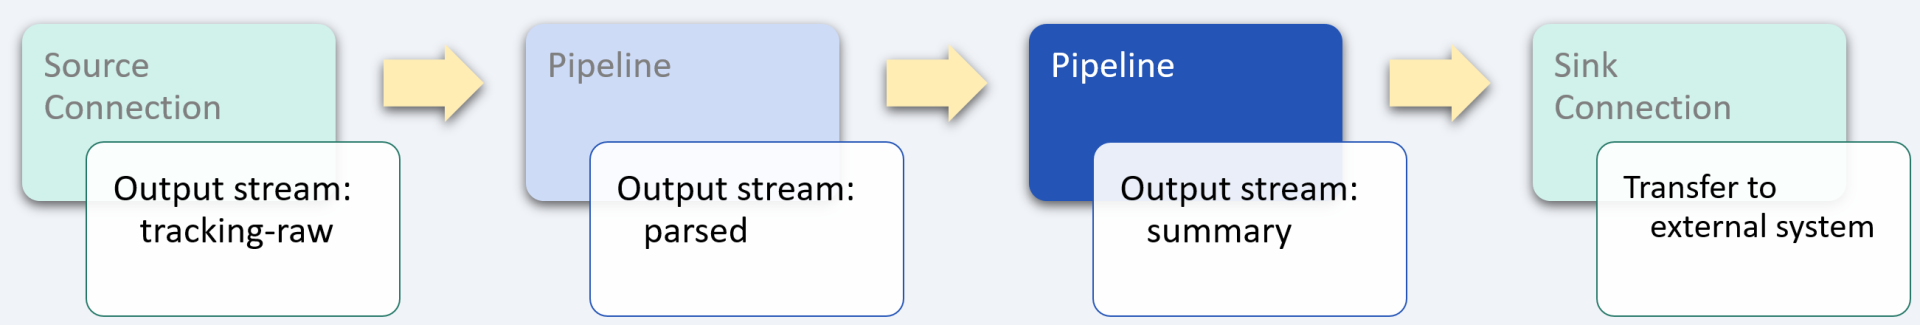 Source
Connection
Output stream:
tracking-raw
Pipeline
Output stream:
parsed
Pipeline
Output stream:
summary
Sink
Connection
Transfer to
external system